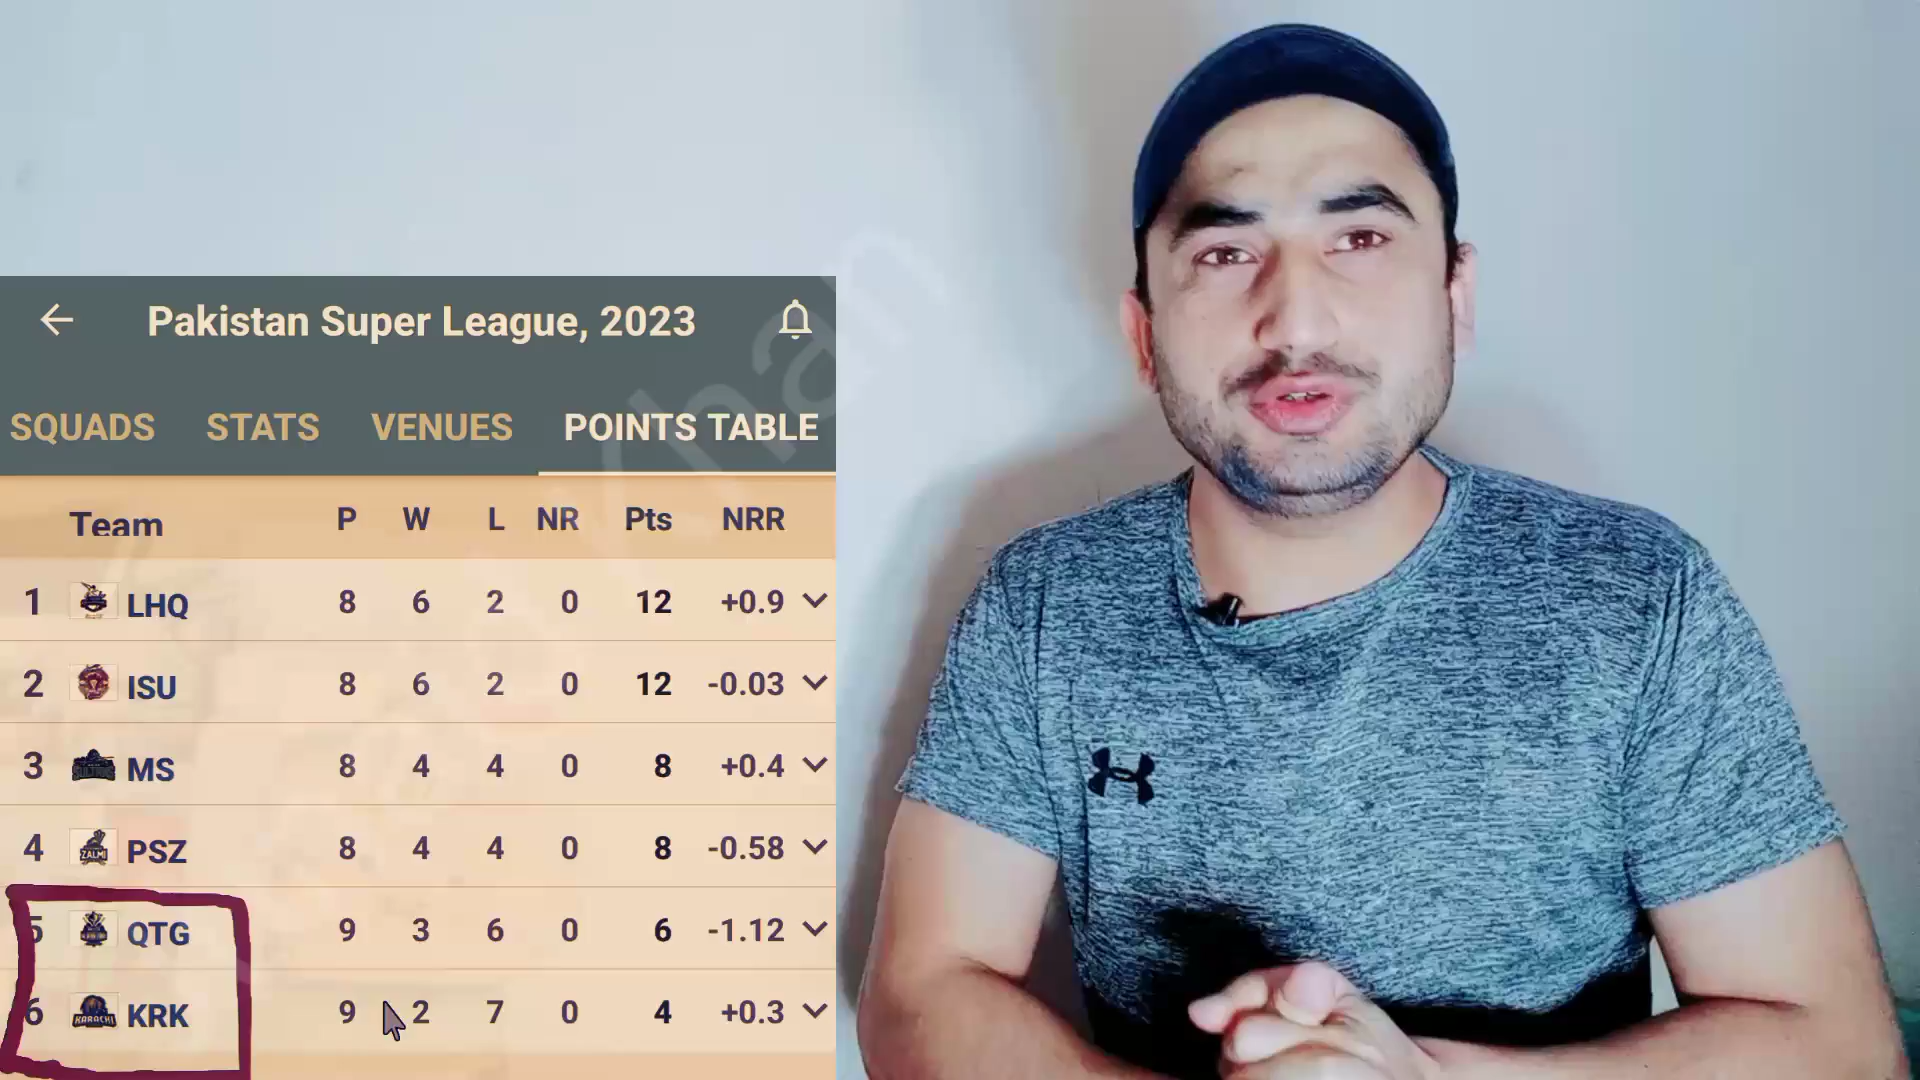 Pakistan Super League, 2023
SQUADS STATS VENUES POINTS TABLE
Team P W L NR Pts NRR
1 LHQ 8 6 2 0 12 +0.9
2 ISU 8 6 2 0 12 -0.03
3 MS 8 4 4 0 8 +0.4
4 ZALMI PSZ 8 4 4 0 8 -0.58
5 QTG 9 3 6 0 6 -1.12
6 KARACHI KRK 9 2 7 0 4 +0.3
Khan